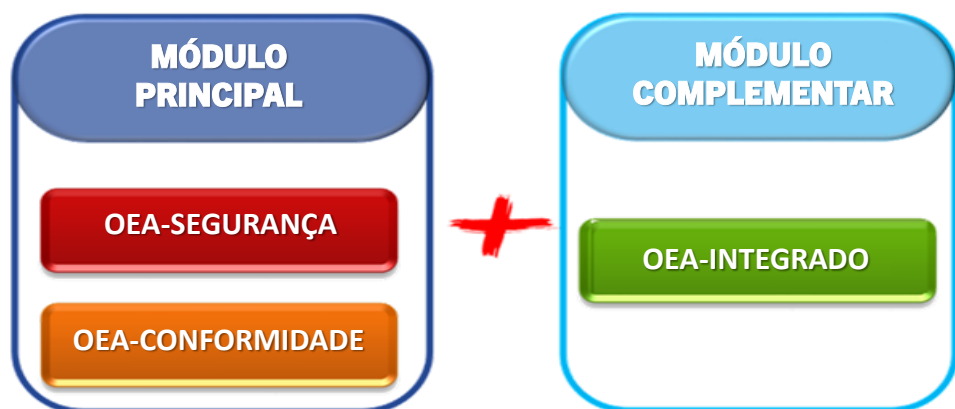 MÓDULO
PRINCIPAL
OEA-SEGURANÇA
OEA-CONFORMIDADE
MÓDULO
COMPLEMENTAR
OEA-INTEGRADO